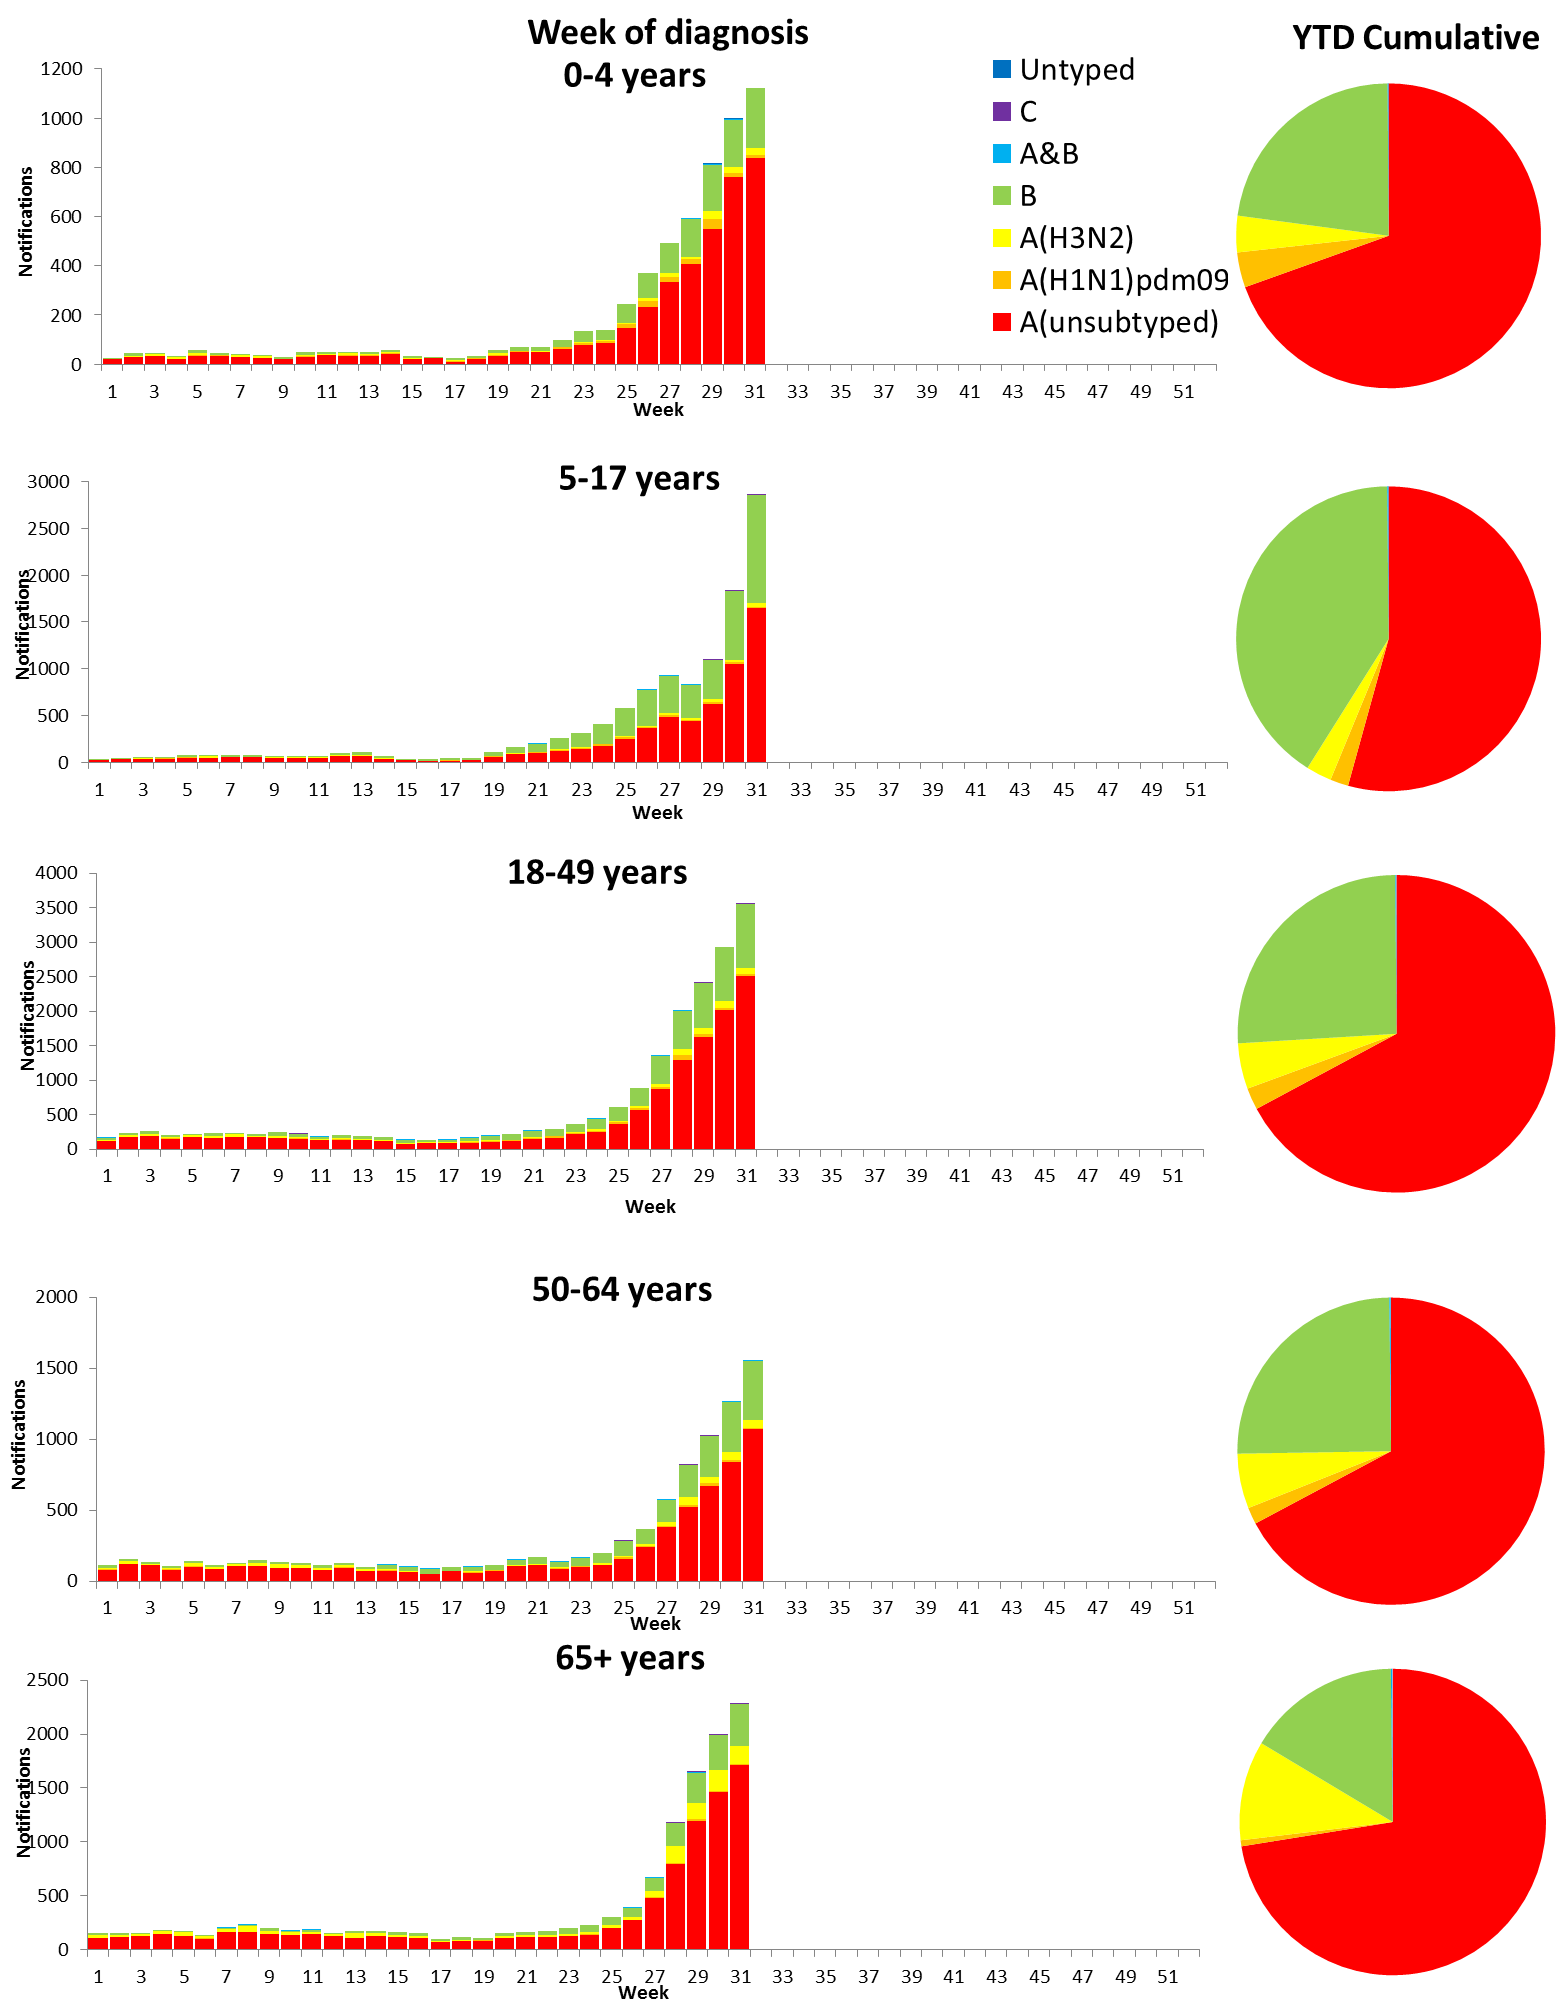 Week of diagnosis
YTD Cumulative
0-4 years
Untyped
C
A&B
B
A(H3N2)
A(H1N1)pdm09
A(unsubtyped)
Notifications
1200
1000
800
600
400
200
0
1 3 5 7 9 11 13 15 17 19 21 23 25 27 29 31 33 35 37 39 41 43 45 47 49 51
Week
5-17 years
Notifications
3000
2500
2000
1500
1000
500
0
1 3 5 7 9 11 13 15 17 19 21 23 25 27 29 31 33 35 37 39 41 43 45 47 49 51
Week
18-49 years
Notifications
4000
3500
3000
2500
2000
1500
1000
500
0
1 3 5 7 9 11 13 15 17 19 21 23 25 27 29 31 33 35 37 39 41 43 45 47 49 51
Week
50-64 years
Notifications
2000
1500
1000
500
0
1 3 5 7 9 11 13 15 17 19 21 23 25 27 29 31 33 35 37 39 41 43 45 47 49 51
Week
65+ years
Notifications
2500
2000
1500
1000
500
0
1 3 5 7 9 11 13 15 17 19 21 23 25 27 29 31 33 35 37 39 41 43 45 47 49 51
Week